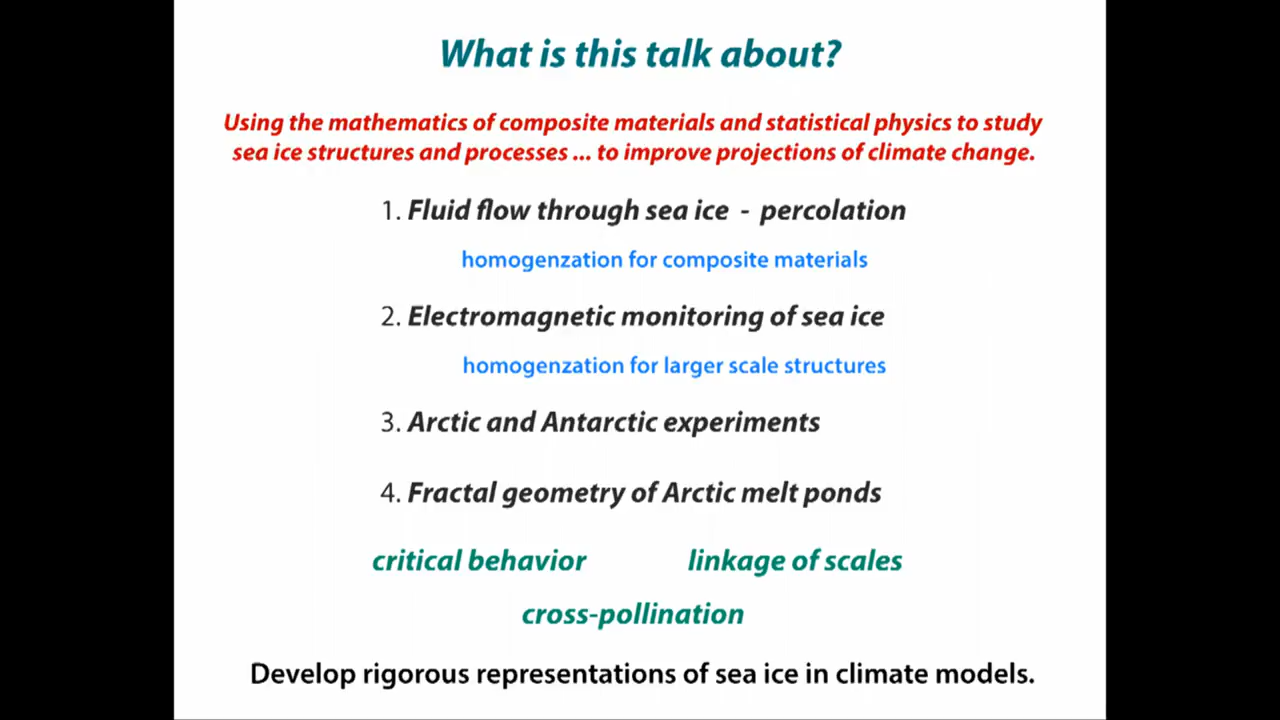 What is this talk about?
Using the mathematics of composite materials and statistical physics to study
sea ice structures and processes ... to improve projections of climate change.
1. Fluid flow through sea ice - percolation
homogenzation for composite materials
2. Electromagnetic monitoring of sea ice
homogenzation for larger scale structures
3. Arctic and Antarctic experiments
4. Fractal geometry of Arctic melt ponds
critical behavior linkage of scales
cross-pollination
Develop rigorous representations of sea ice in climate models.